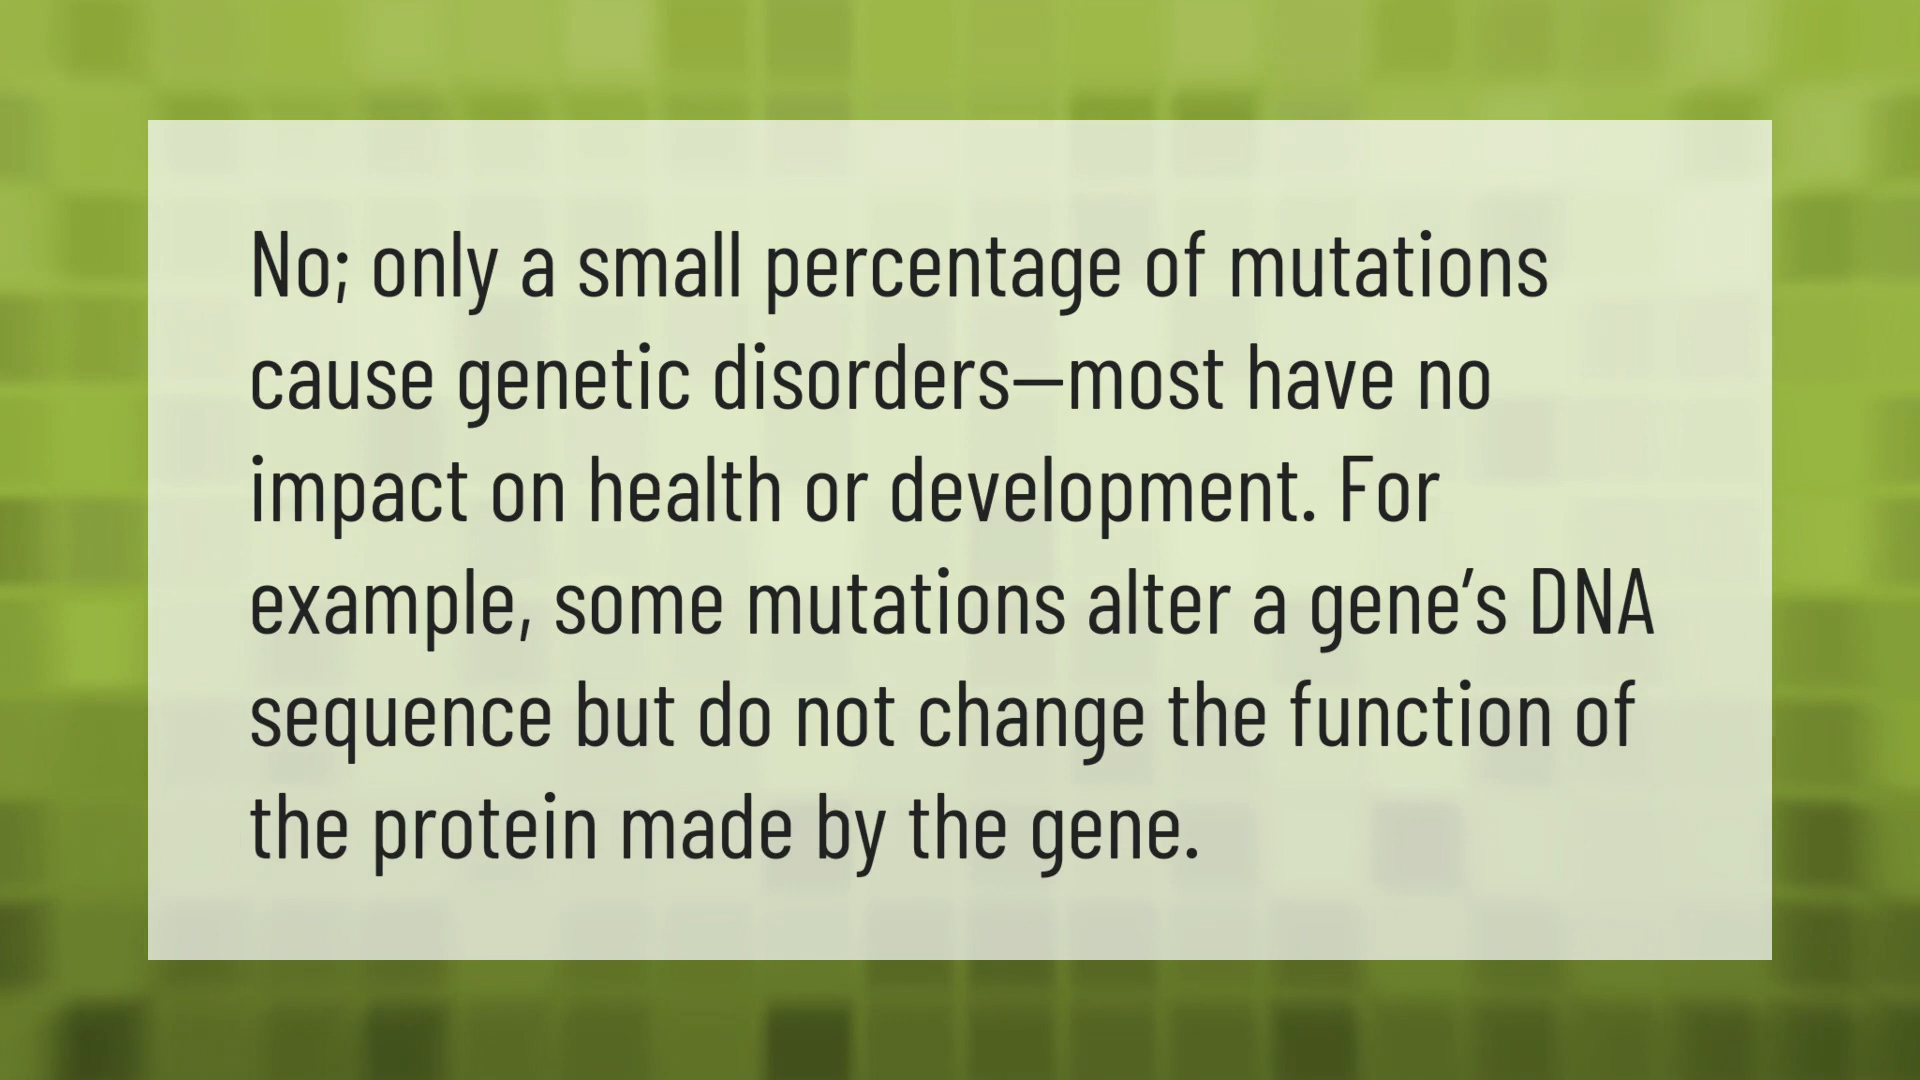 No; only a small percentage of mutations
cause genetic disorders—most have no
impact on health or development. For
example, some mutations alter a gene’s DNA
sequence but do not change the function of
the protein made by the gene.